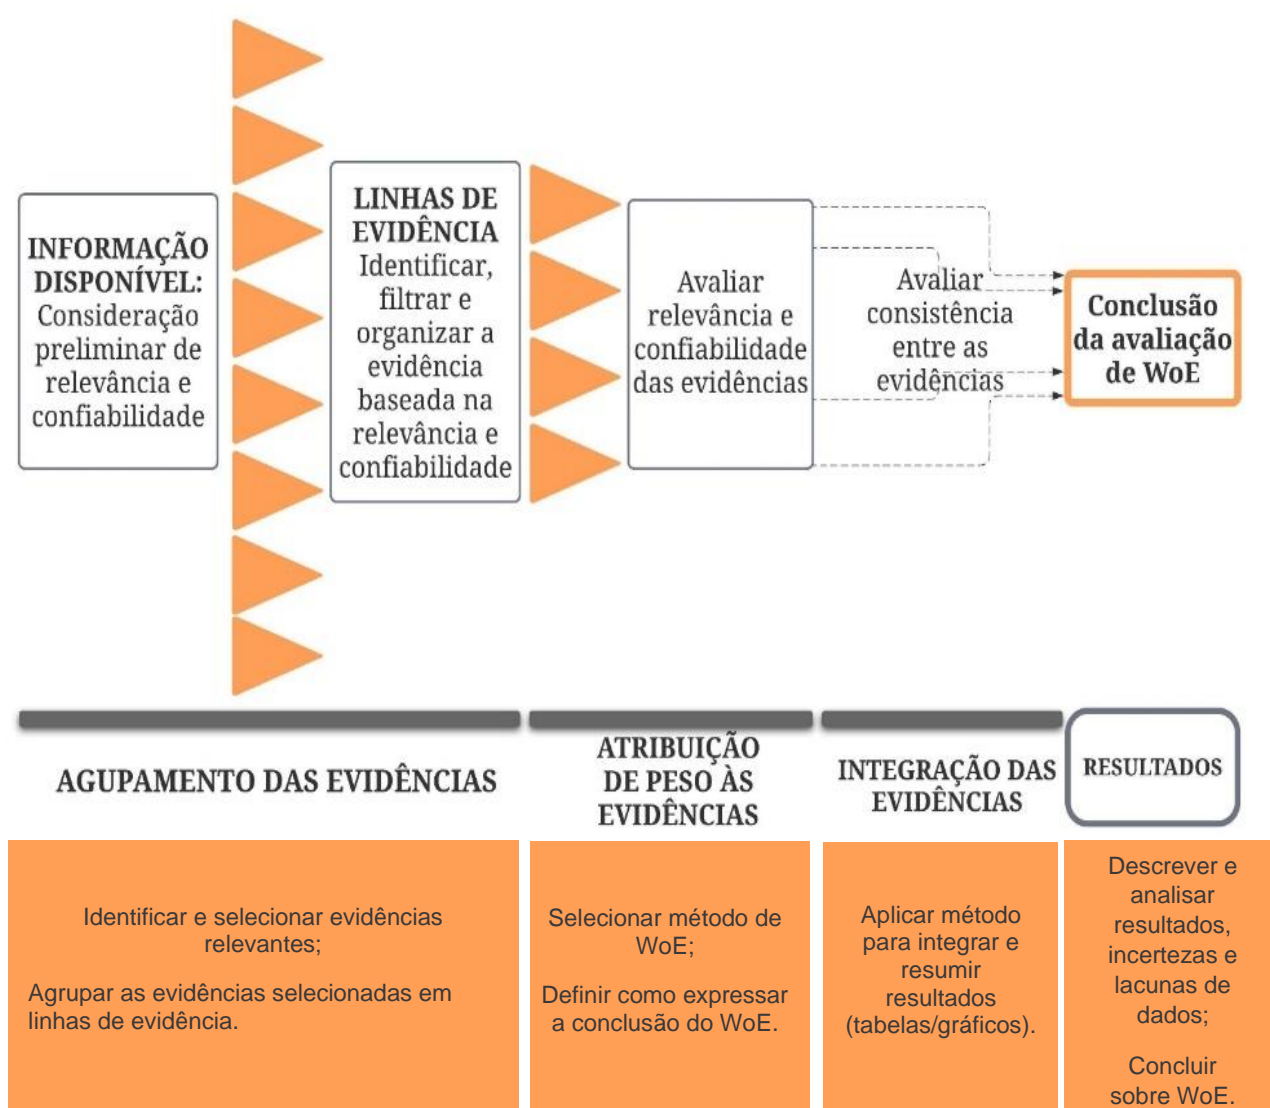 INFORMAÇÃO
DISPONÍVEL:
Consideração
preliminar de
relevância e
confiabilidade
LINHAS DE
EVIDÊNCIA
Identificar,
filtrar e
organizar a
evidência
baseada na
relevância e
confiabilidade
Avaliar
relevância e
confiabilidade
das evidências
Avaliar
consistência
entre as
evidências
Conclusão
da avaliação
de WoE
AGUPAMENTO DAS EVIDÊNCIAS
ATRIBUIÇÃO
DE PESO ÀS
EVIDÊNCIAS
INTEGRAÇÃO DAS
EVIDÊNCIAS
RESULTADOS
Identificar e selecionar evidências
relevantes;
Agrupar as evidências selecionadas em
linhas de evidência.
Selecionar método de
WoE;
Definir como expressar
a conclusão do WoE.
Aplicar método
para integrar e
resumir
resultados
(tabelas/gráficos).
Descrever e
analisar
resultados,
incertezas e
lacunas de
dados;
Concluir
sobre WoE.